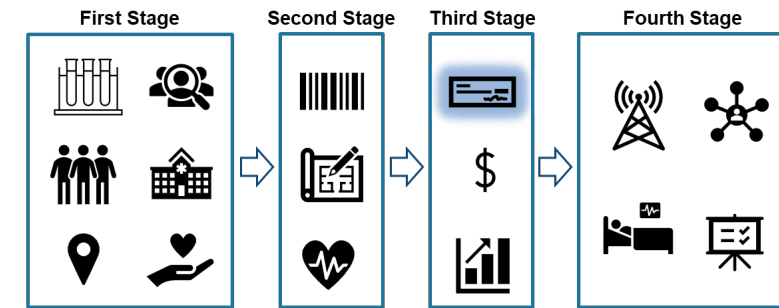 First Stage
Second Stage
Third Stage
Fourth Stage
$